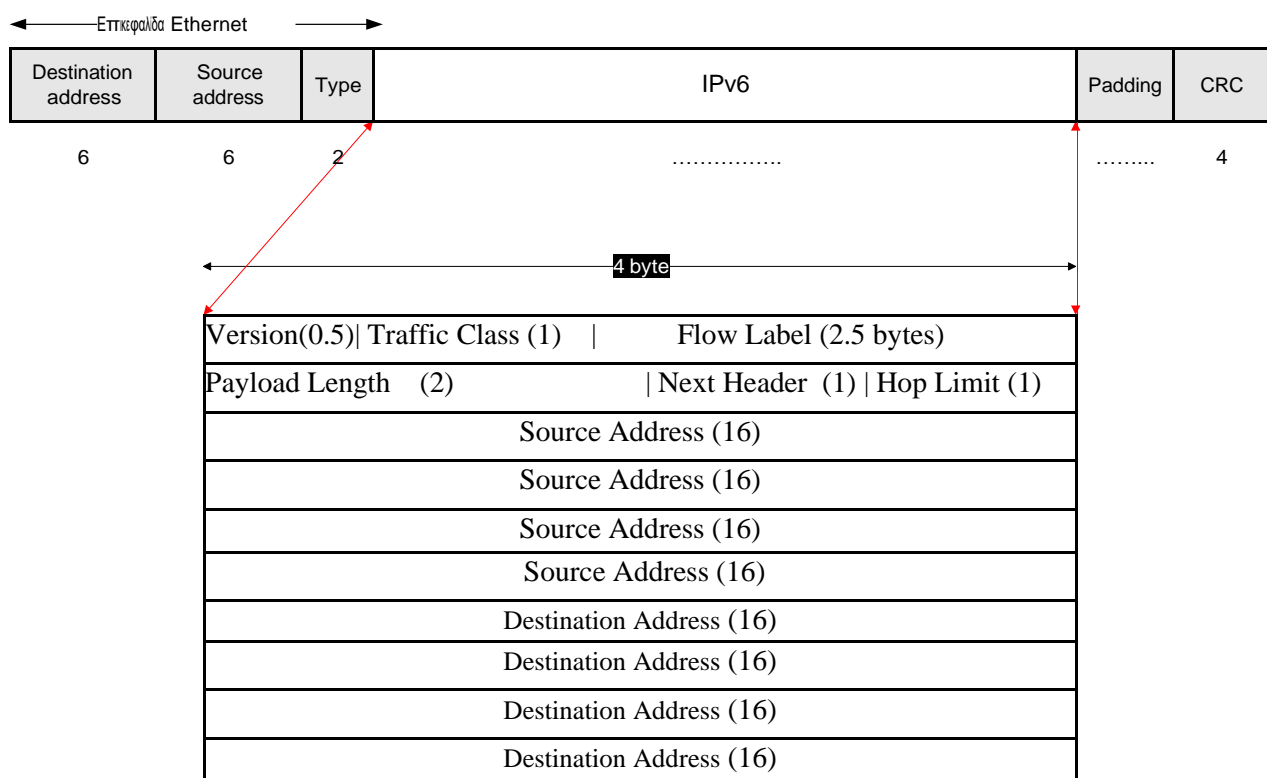 Επικεφαλίδα Ethernet
Destination address
Source address
Type
IPv6
Padding
CRC
6
6
2
…………….
……...
4
4 byte
Version(0.5)| Traffic Class (1) | Flow Label (2.5 bytes)
Payload Length (2) | Next Header (1) | Hop Limit (1)
Source Address (16)
Source Address (16)
Source Address (16)
Source Address (16)
Destination Address (16)
Destination Address (16)
Destination Address (16)
Destination Address (16)